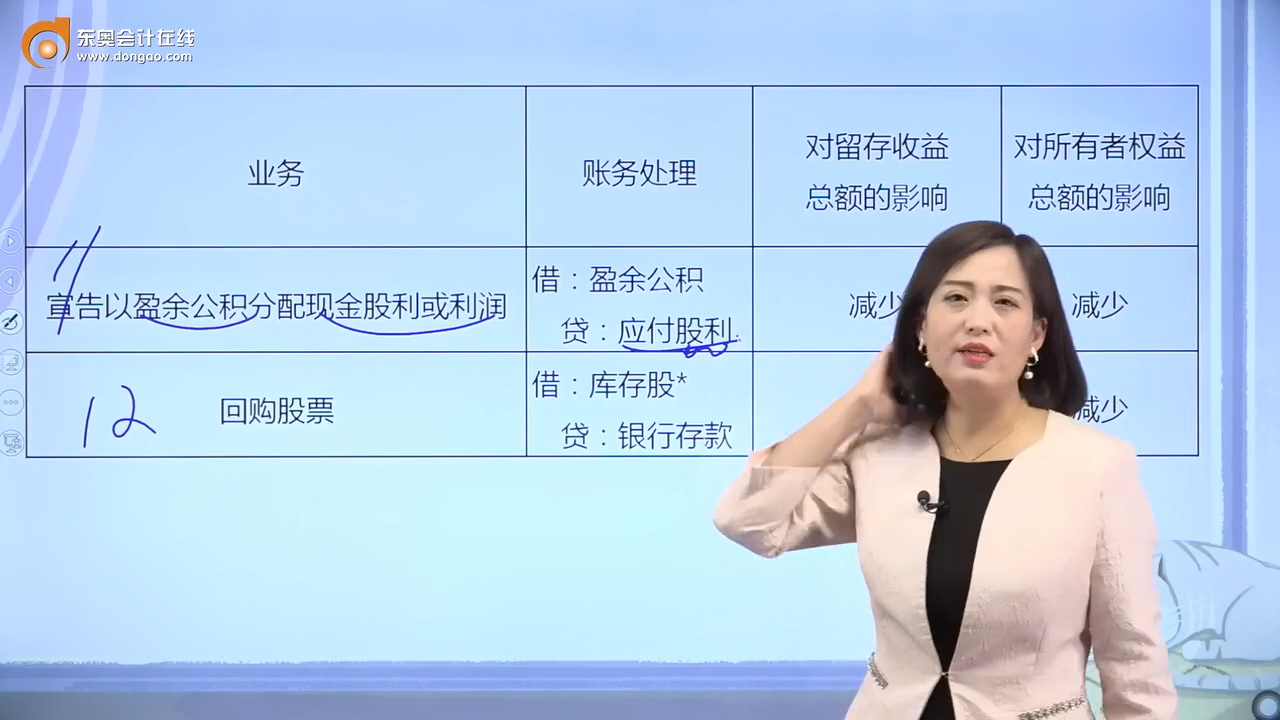 东奥会计在线
www.dongao.com
业务
账务处理
对留存收益
总额的影响
对所有者权益
总额的影响
11
宣告以盈余公积分配现金股利或利润
借：盈余公积
贷：应付股利
减少
减少
12
回购股票
借：库存股*
贷：银行存款
减少